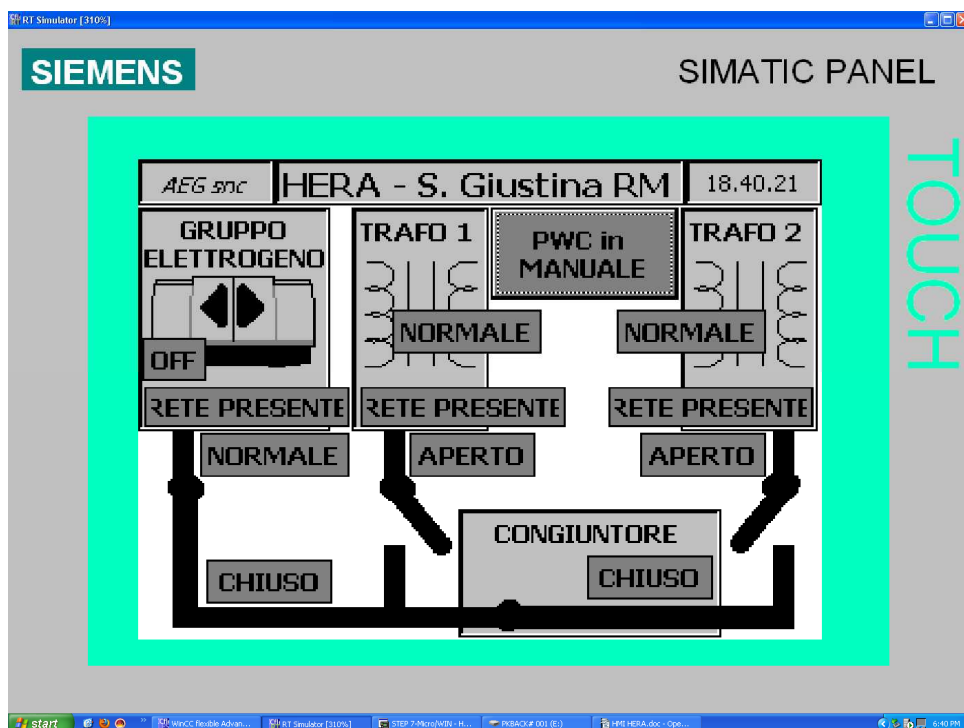 RT Simulator [310%]
SIEMENS
SIMATIC PANEL
TOUCH
AEG snc
HERA - S. Giustina RM
18.40.21
GRUPPO
ELETTROGENO
TRAFO 1
PWC in
MANUALE
TRAFO 2
OFF
NORMALE
NORMALE
RETE PRESENTE
RETE PRESENTE
RETE PRESENTE
NORMALE
APERTO
APERTO
CONGIUNTORE
CHIUSO
CHIUSO
start
WinCC flexible Advan...
RT Simulator [310%]
STEP 7-Micro/WIN - H...
PKBACK# 001 (E:)
HMI HERA.doc - Ope...
6:40 PM